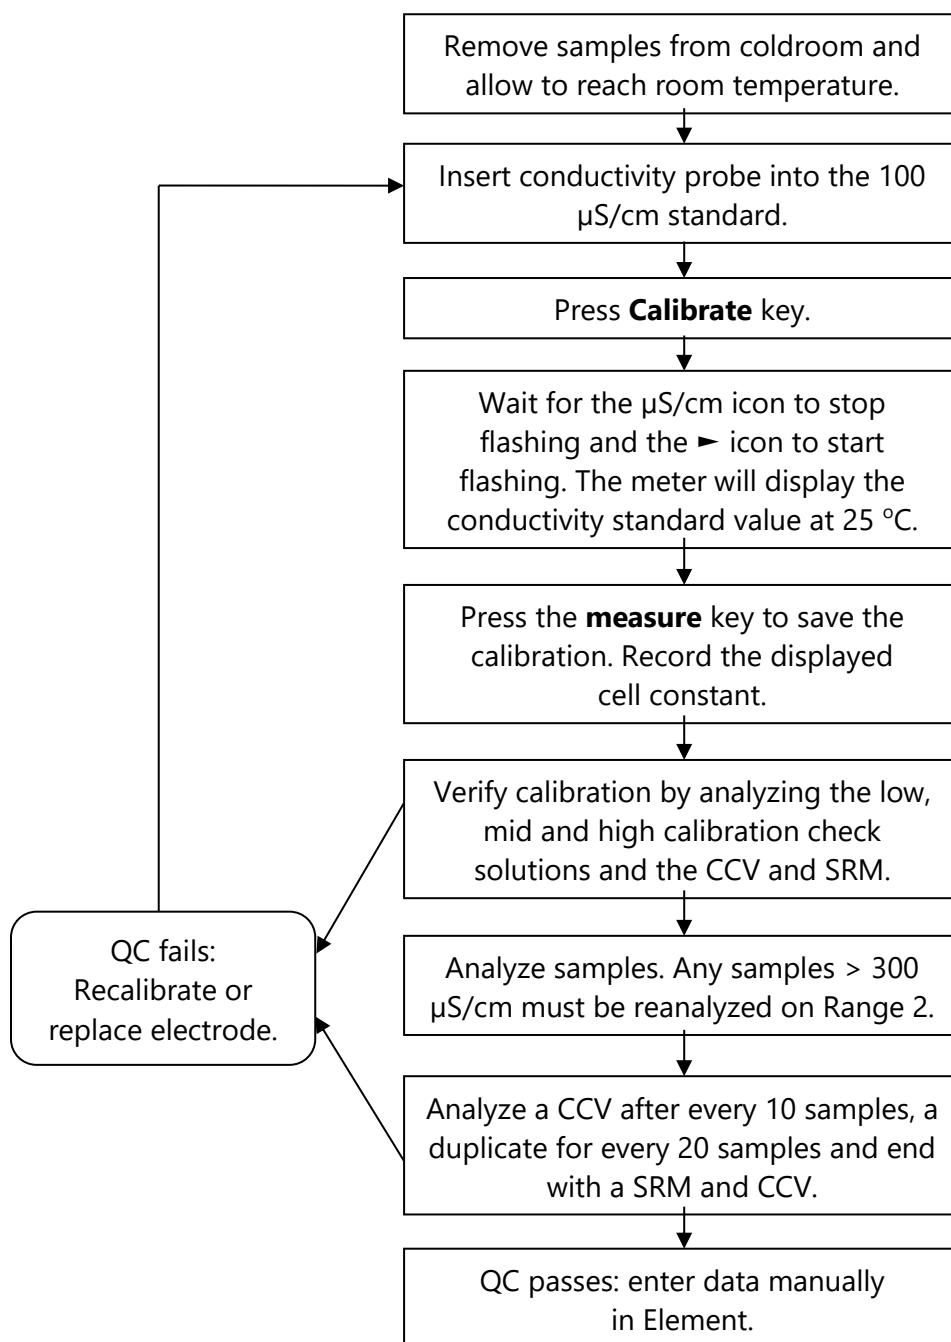 Remove samples from coldroom and
allow to reach room temperature.
Insert conductivity probe into the 100
µS/cm standard.
Press Calibrate key.
Wait for the µS/cm icon to stop
flashing and the ► icon to start
flashing. The meter will display the
conductivity standard value at 25 °C.
Press the measure key to save the
calibration. Record the displayed
cell constant.
Verify calibration by analyzing the low,
mid and high calibration check
solutions and the CCV and SRM.
QC fails:
Recalibrate or
replace electrode.
Analyze samples. Any samples > 300
µS/cm must be reanalyzed on Range 2.
Analyze a CCV after every 10 samples, a
duplicate for every 20 samples and end
with a SRM and CCV.
QC passes: enter data manually
in Element.